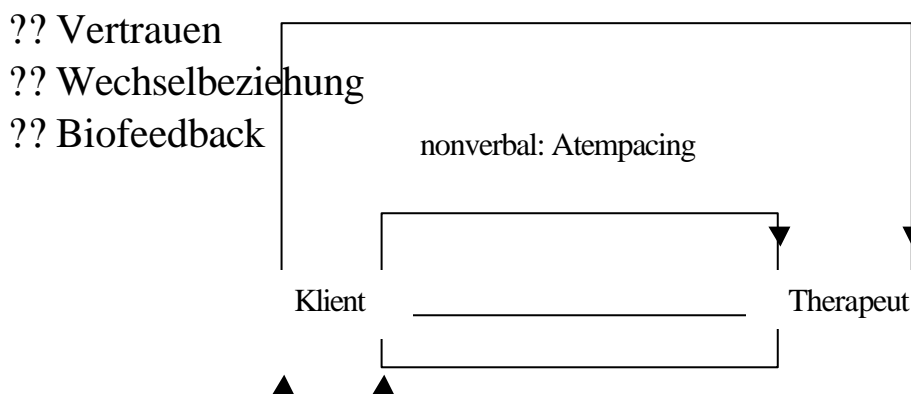 ?? Vertrauen
?? Wechselbeziehung
?? Biofeedback
nonverbal: Atempacing
Klient
Therapeut